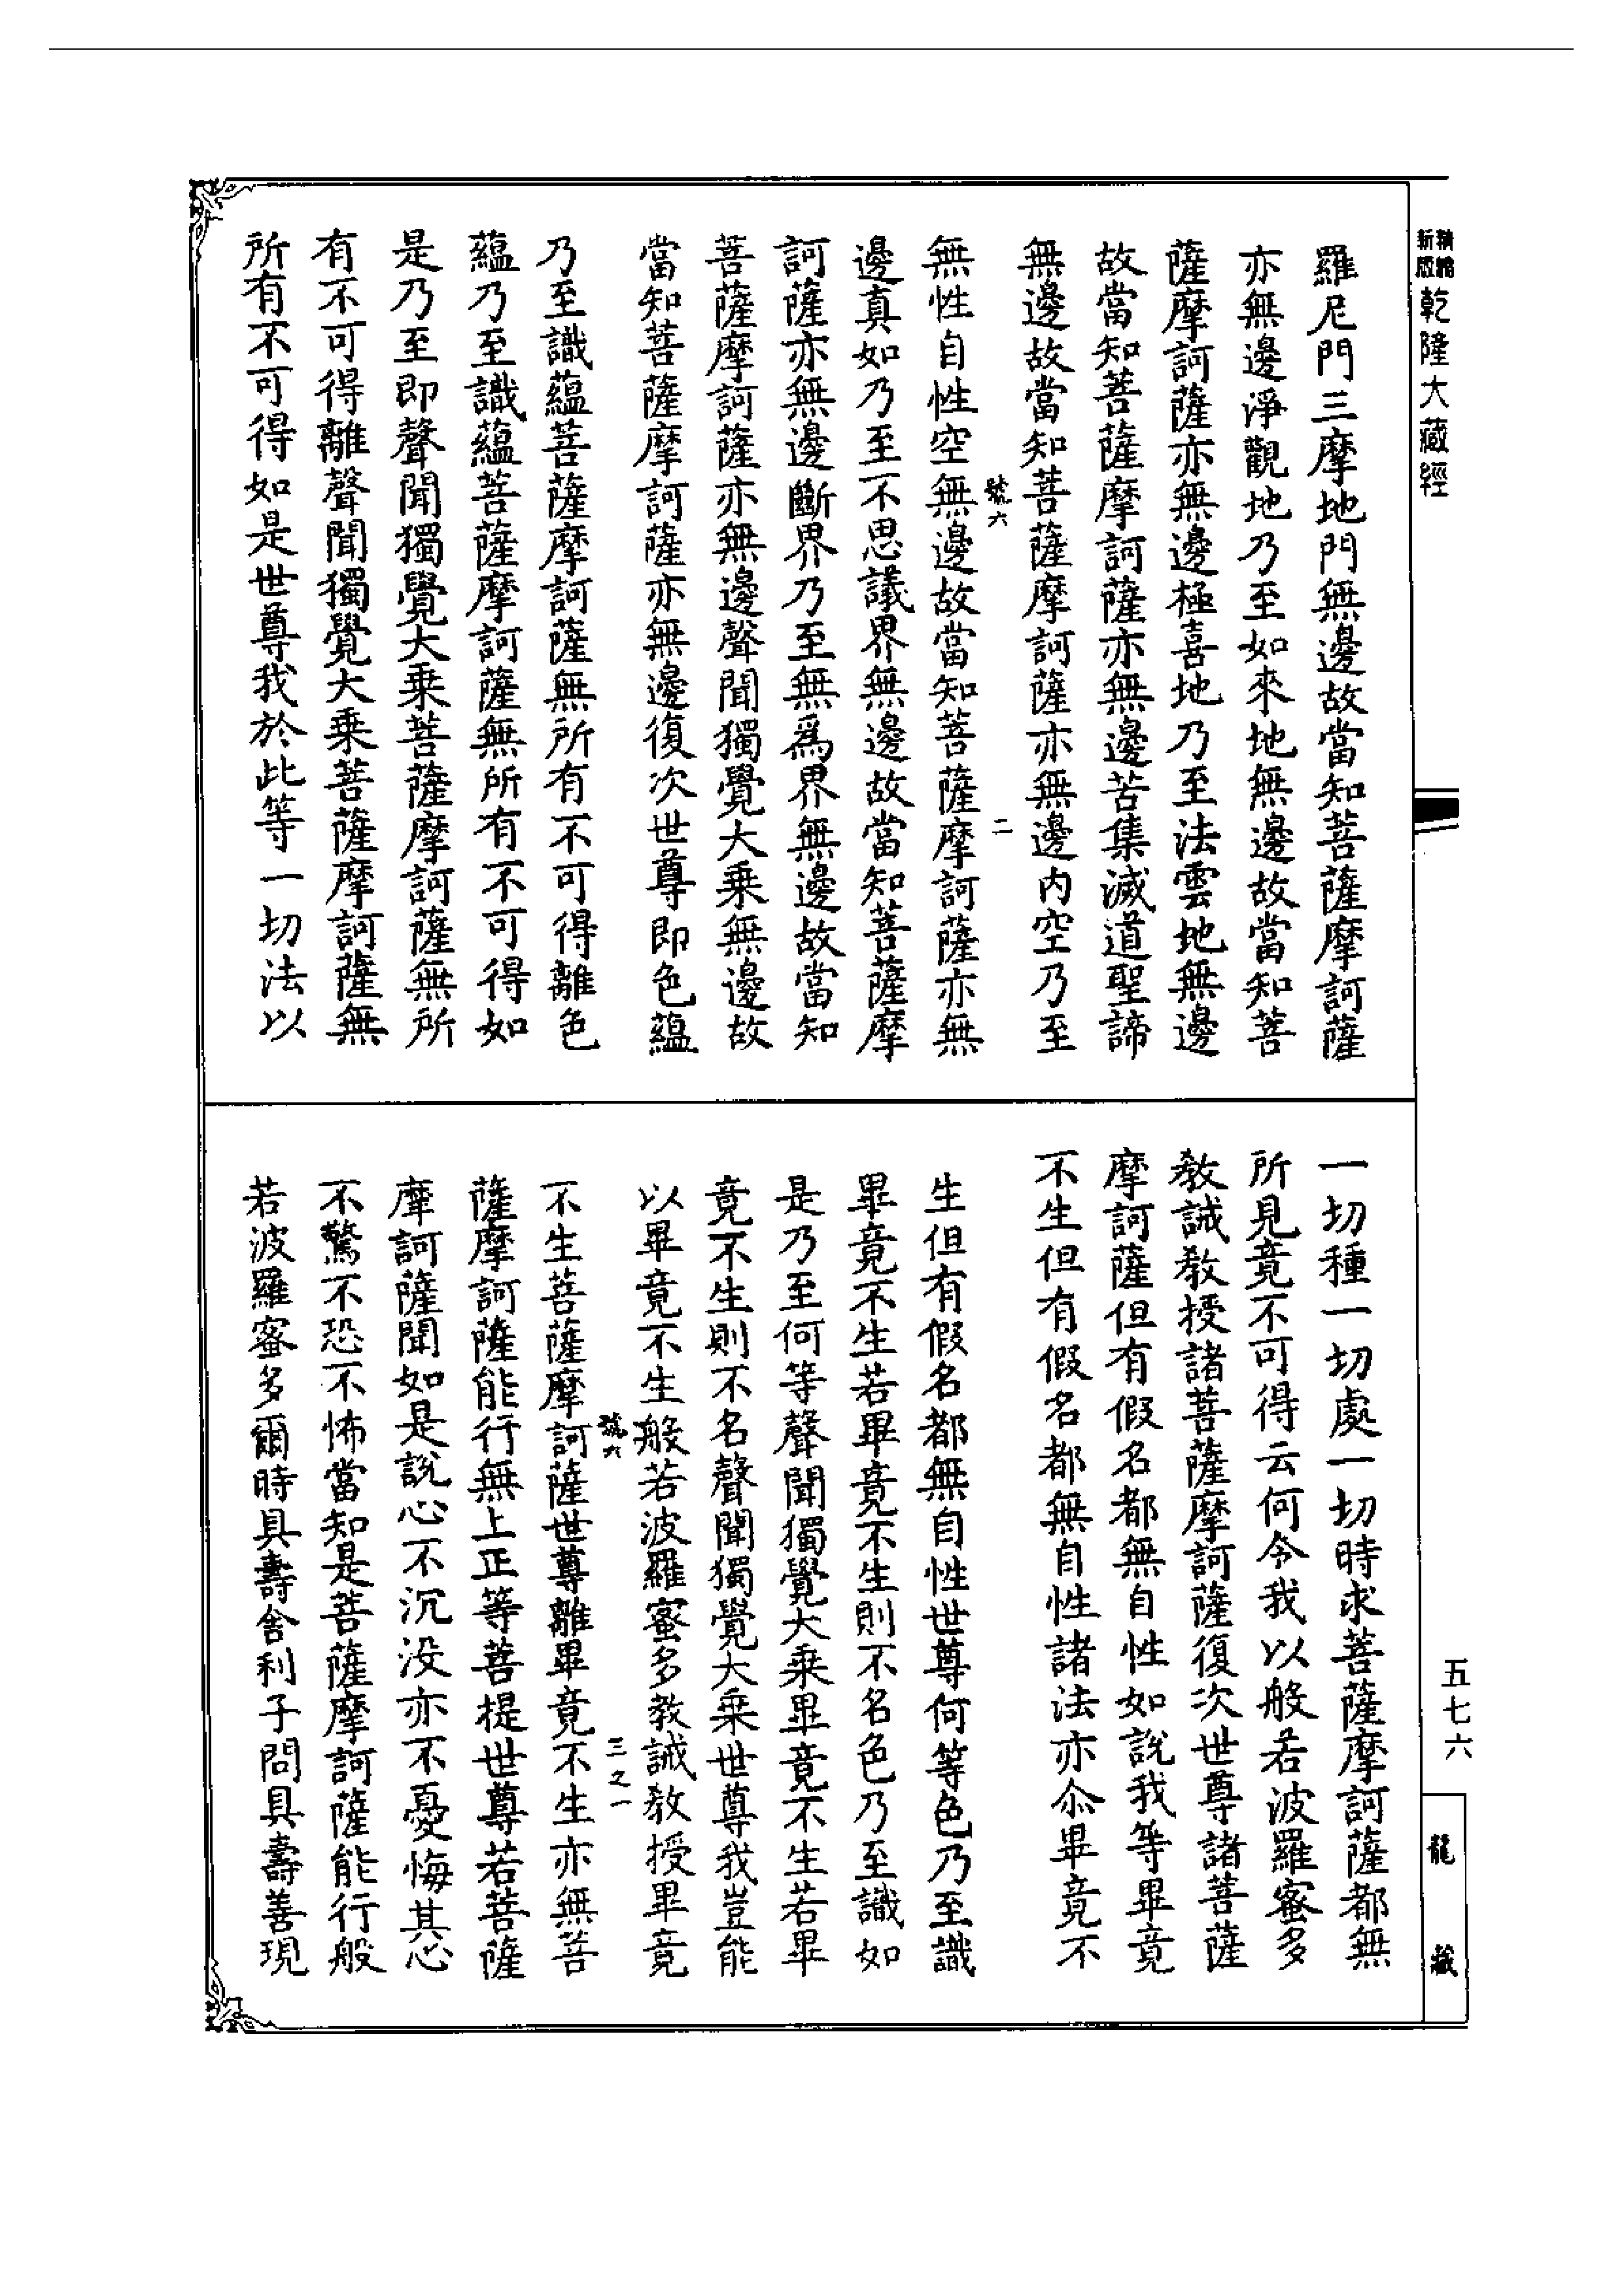 精編新版
乾隆大藏經
羅尼門三摩地門無邊故當知菩薩摩訶薩
亦無邊淨觀地乃至如來地無邊故當知菩
薩摩訶薩亦無邊極喜地乃至法雲地無邊
故當知菩薩摩訶薩亦無邊苦集滅道聖諦
無邊故當知菩薩摩訶薩亦無邊內空乃至
號六
二
無性自性空無邊故當知菩薩摩訶薩亦無
邊真如乃至不思議界無邊故當知菩薩摩
訶薩亦無邊斷界乃至無爲界無邊故當知
菩薩摩訶薩亦無邊聲聞獨覺大乗無邊故
當知菩薩摩訶薩亦無邊復次世尊即色蘊
乃至識蘊菩薩摩訶薩無所有不可得離色
蘊乃至識蘊菩薩摩訶薩無所有不可得如
是乃至即聲聞獨覺大乗菩薩摩訶薩無所
有不可得離聲聞獨覺大乗菩薩摩訶薩無
所有不可得如是世尊我於此等一切法以
一切種一切處一切時求菩薩摩訶薩都無
所見竟不可得云何令我以般若波羅蜜多
教誡教授諸菩薩摩訶薩復次世尊諸菩薩
摩訶薩但有假名都無自性如說我等畢竟
不生但有假名都無自性諸法亦尒畢竟不
生但有假名都無自性世尊何等色乃至識
畢竟不生若畢竟不生則不名色乃至識如
是乃至何等聲聞獨覺大乗畢竟不生若畢
竟不生則不名聲聞獨覺大乗世尊我豈能
以畢竟不生般若波羅蜜多教誡教授畢竟
號六
三之一
不生菩薩摩訶薩世尊離畢竟不生亦無菩
薩摩訶薩能行無上正等菩提世尊若菩薩
摩訶薩聞如是說心不沉没亦不憂悔其心
不驚不恐不怖當知是菩薩摩訶薩能行般
若波羅蜜多爾時具壽舍利子問具壽善現
五七六
龍藏